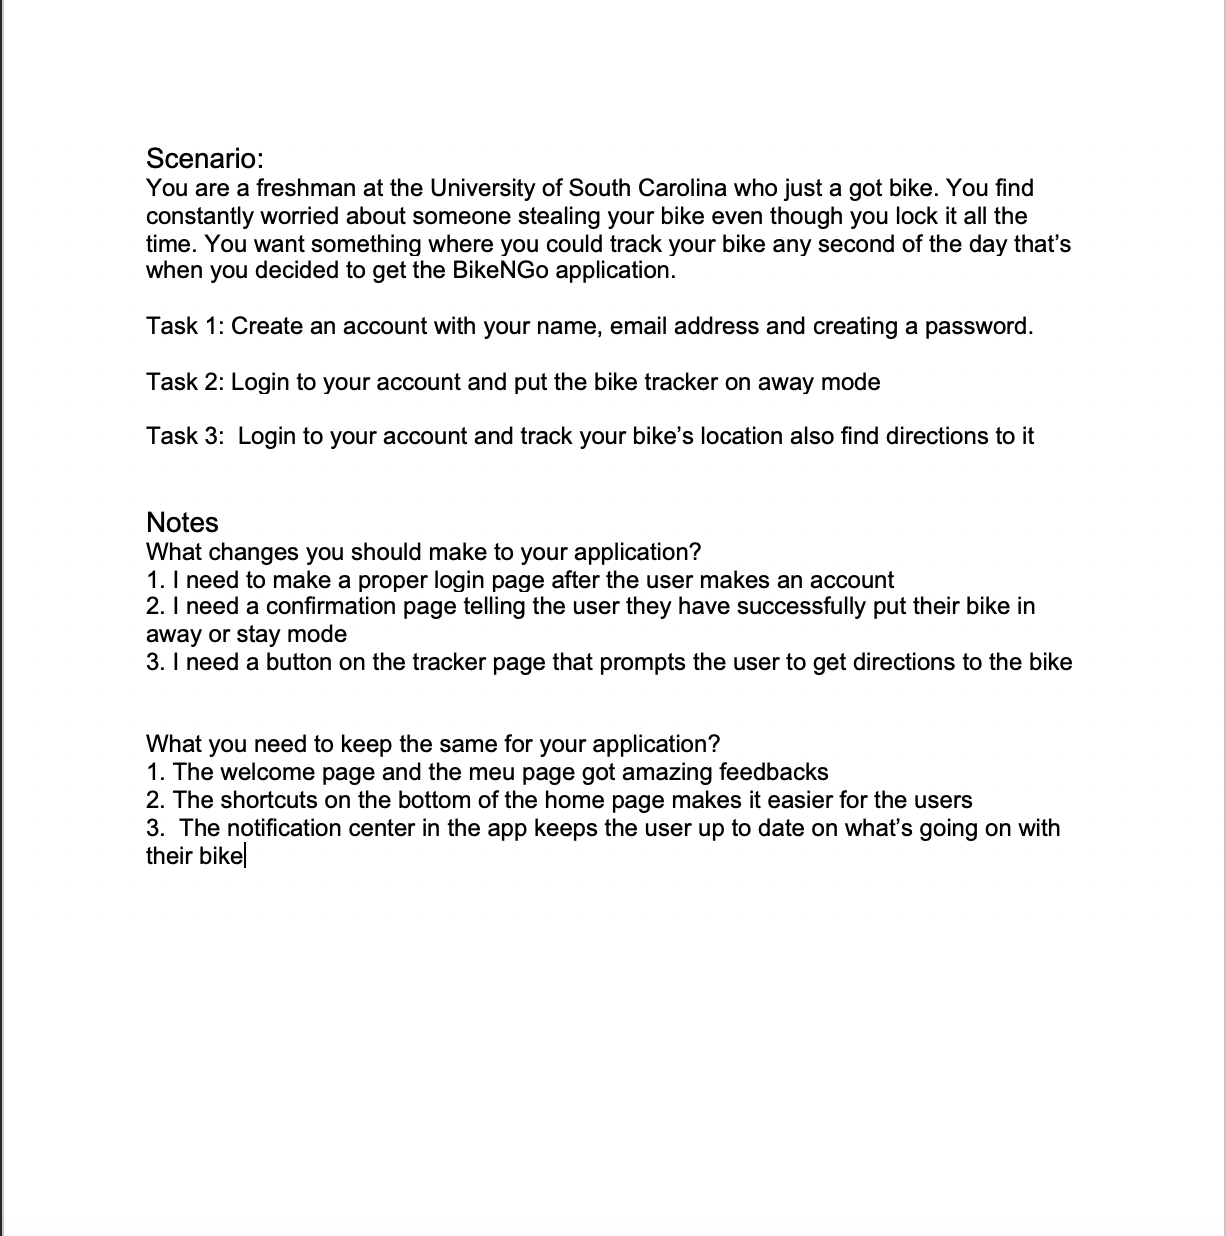 Scenario:
You are a freshman at the University of South Carolina who just a got bike. You find
constantly worried about someone stealing your bike even though you lock it all the
time. You want something where you could track your bike any second of the day that’s
when you decided to get the BikeNGo application.
Task 1: Create an account with your name, email address and creating a password.
Task 2: Login to your account and put the bike tracker on away mode
Task 3:  Login to your account and track your bike’s location also find directions to it
Notes
What changes you should make to your application?
1. I need to make a proper login page after the user makes an account
2. I need a confirmation page telling the user they have successfully put their bike in
away or stay mode
3. I need a button on the tracker page that prompts the user to get directions to the bike
What you need to keep the same for your application?
1. The welcome page and the meu page got amazing feedbacks
2. The shortcuts on the bottom of the home page makes it easier for the users
3.  The notification center in the app keeps the user up to date on what’s going on with
their bike